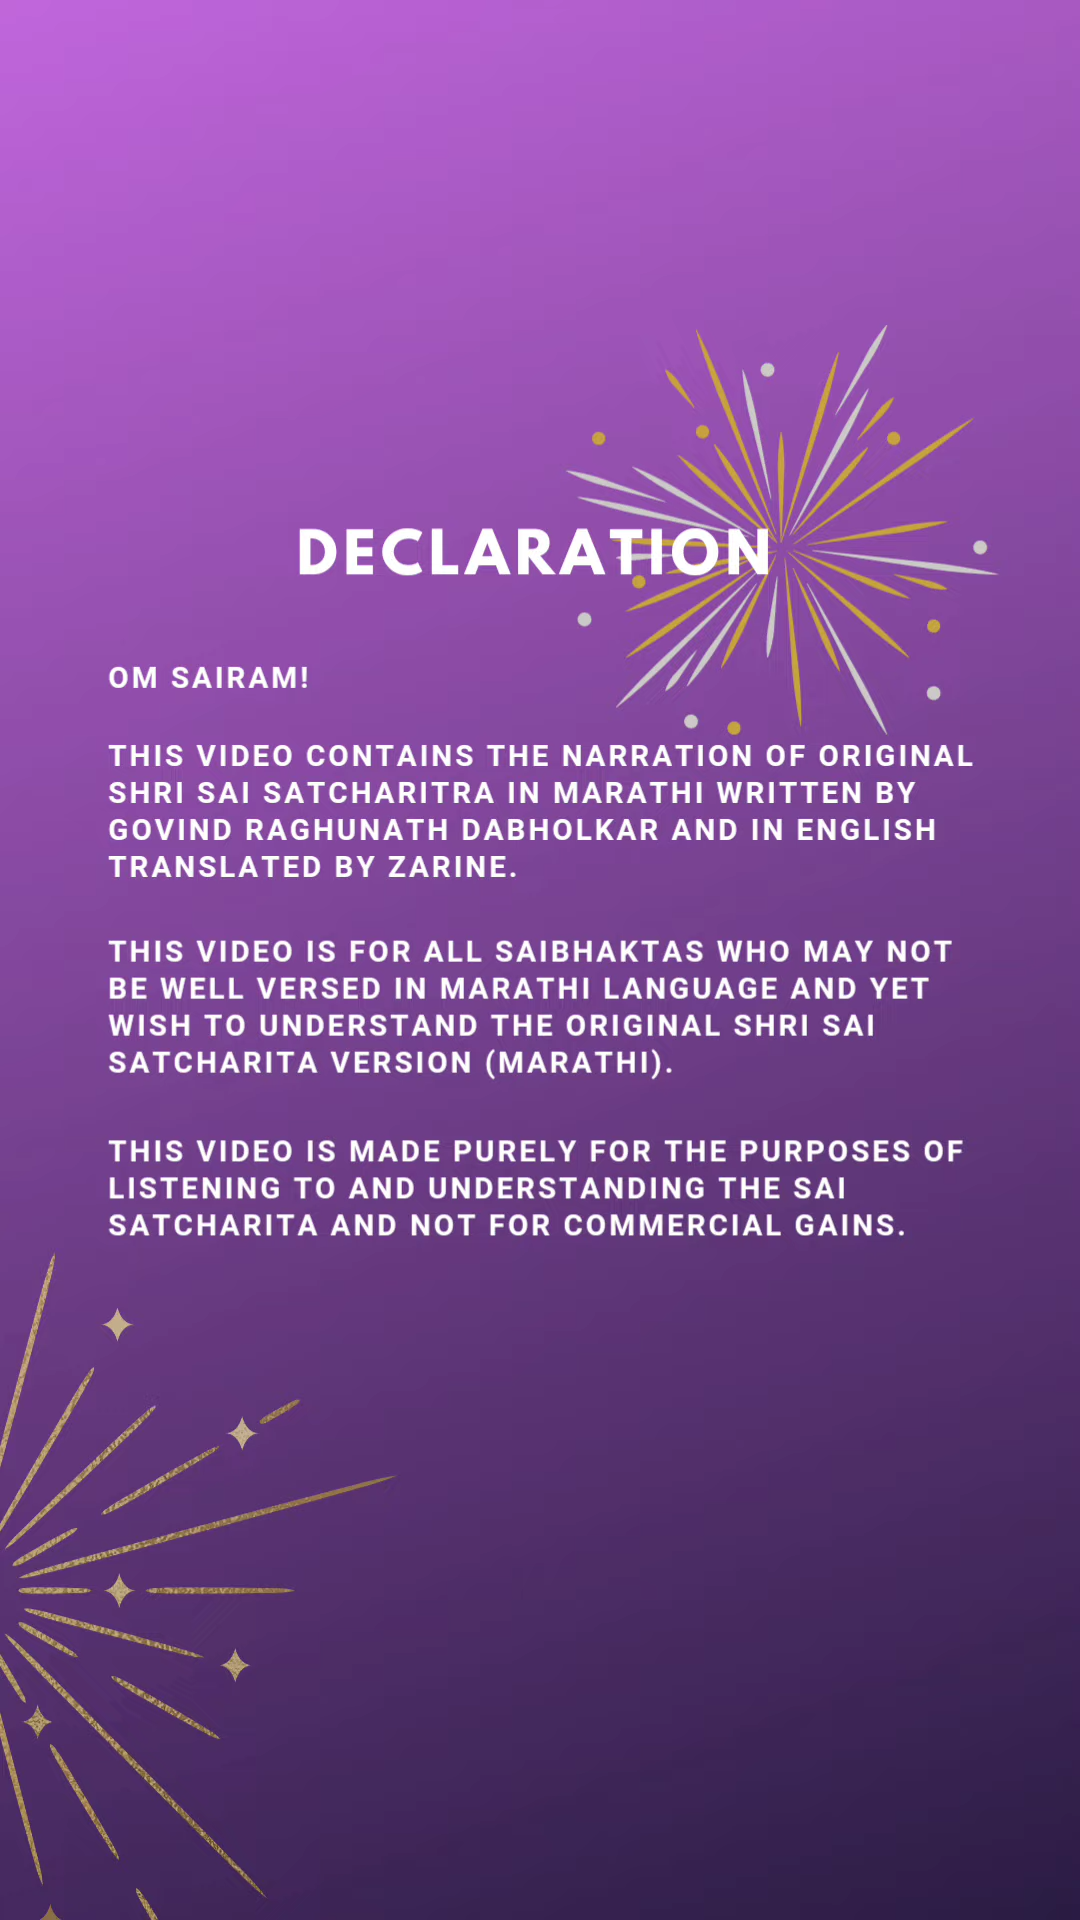 DECLARATION
OM SAIRAM!
THIS VIDEO CONTAINS THE NARRATION OF ORIGINAL
SHRI SAI SATCHARITRA IN MARATHI WRITTEN BY
GOVIND RAGHUNATH DABHOLKAR AND IN ENGLISH
TRANSLATED BY ZARINE.
THIS VIDEO IS FOR ALL SAIBHAKTAS WHO MAY NOT
BE WELL VERSED IN MARATHI LANGUAGE AND YET
WISH TO UNDERSTAND THE ORIGINAL SHRI SAI
SATCHARITA VERSION (MARATHI).
THIS VIDEO IS MADE PURELY FOR THE PURPOSES OF
LISTENING TO AND UNDERSTANDING THE SAI
SATCHARITA AND NOT FOR COMMERCIAL GAINS.